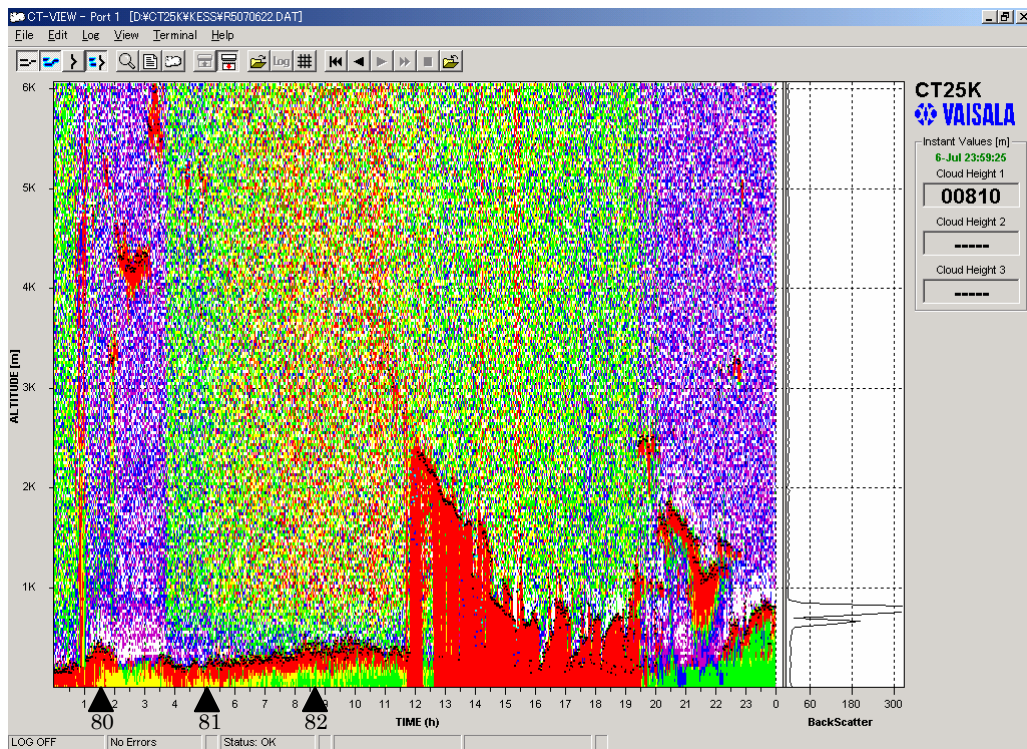 CT-VIEW - Port 1 [D:¥CT25K¥KESS¥R5070622.DAT]
File Edit Log View Terminal Help
Log
CT25K
VAISALA
Instant Values [m]
6-Jul 23:59:25
Cloud Height 1
00810
Cloud Height 2
-----
Cloud Height 3
-----
ALTITUDE [m]
6K
5K
4K
3K
2K
1K
1 2 3 4 5 6 7 8 9 10 11 12 13 14 15 16 17 18 19 20 21 22 23 0
TIME (h)
80 81 82
0 60 120 180 300
BackScatter
LOG OFF No Errors Status: OK